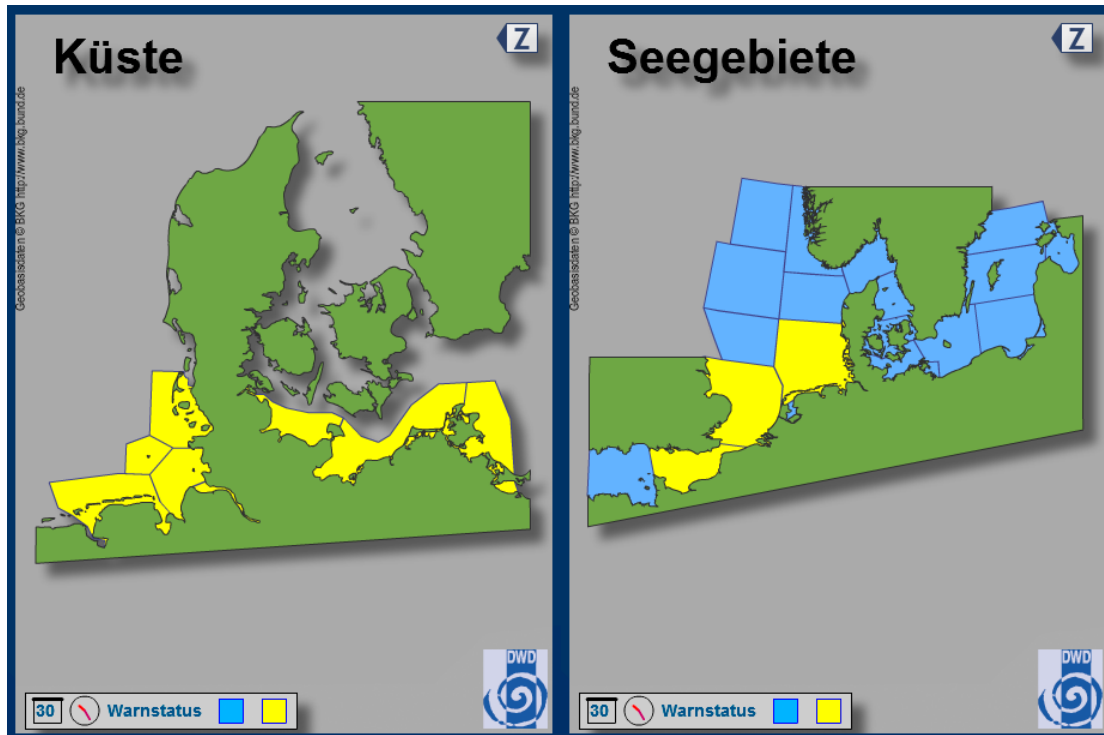 Küste
Z
Geobasisdaten © BKG http://www.bkg.bund.de
DWD
30 Warnstatus
Seegebiete
Z
Geobasisdaten © BKG http://www.bkg.bund.de
DWD
30 Warnstatus